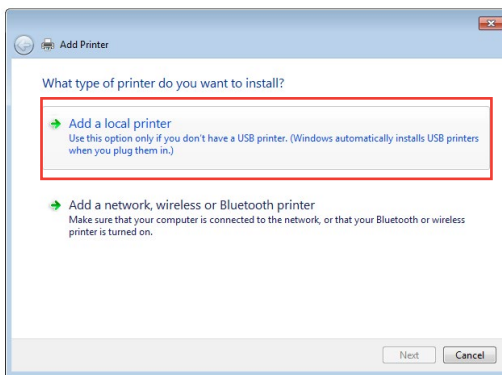 Add Printer
What type of printer do you want to install?
Add a local printer
Use this option only if you don't have a USB printer. (Windows automatically installs USB printers
when you plug them in.)
Add a network, wireless or Bluetooth printer
Make sure that your computer is connected to the network, or that your Bluetooth or wireless
printer is turned on.
Next
Cancel